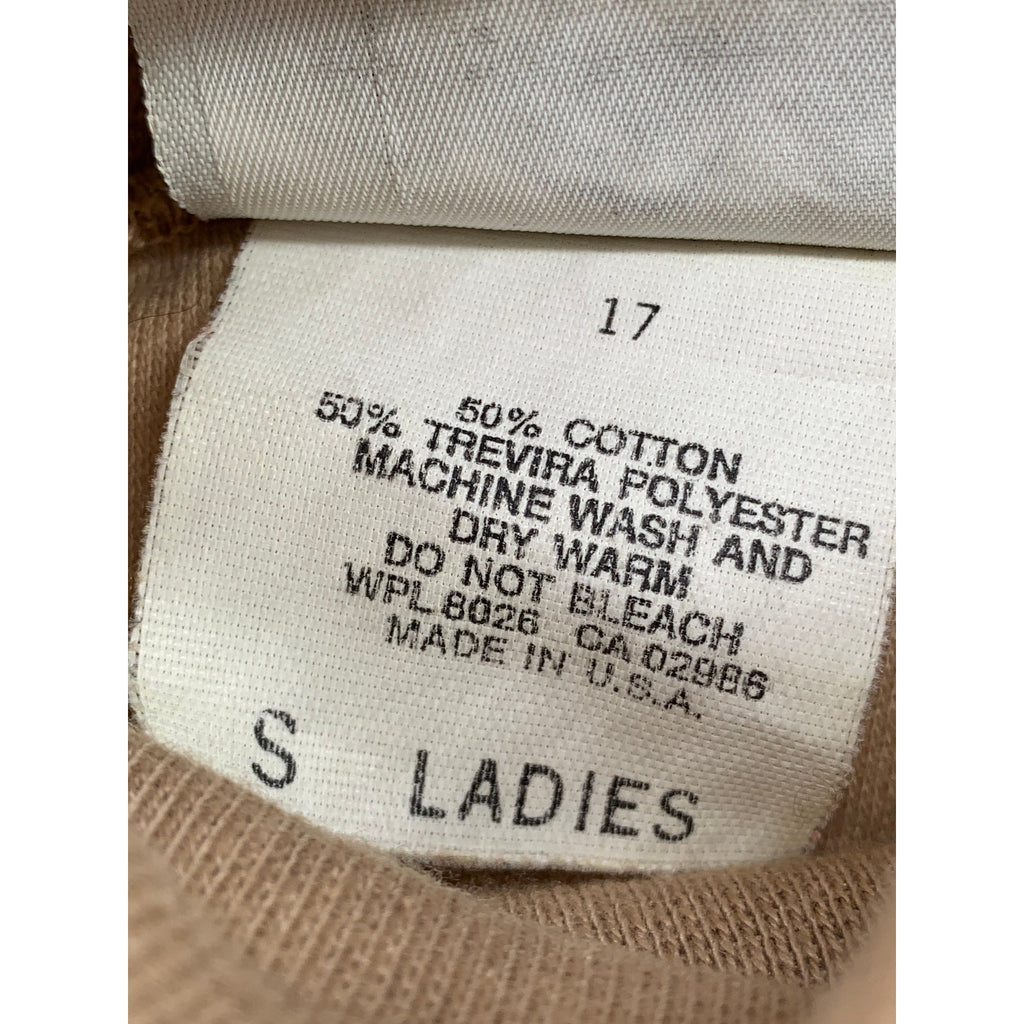 17
50% COTTON
50% TREVIRA POLYESTER
MACHINE WASH AND
DRY WARM
DO NOT BLEACH
WPL 8026 CA 02986
MADE IN U.S.A.
S LADIES